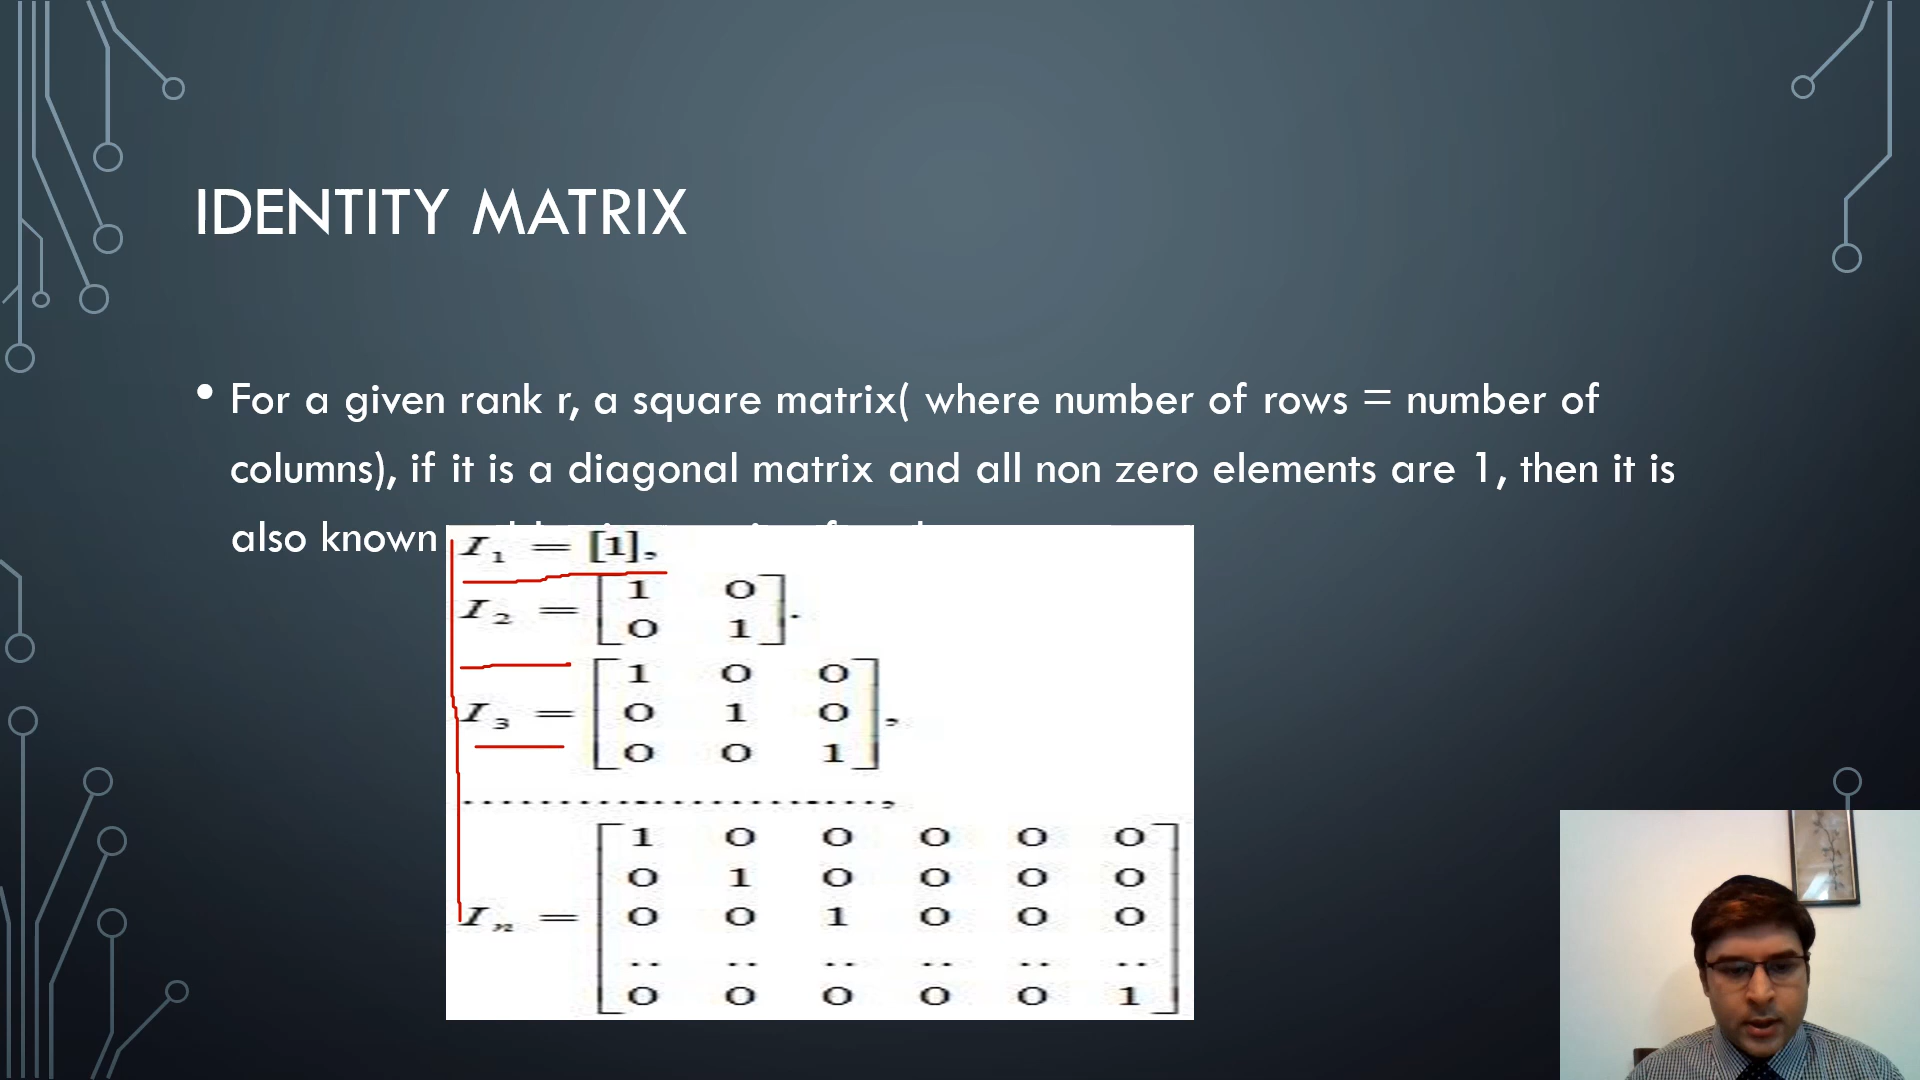 IDENTITY MATRIX
• For a given rank r, a square matrix( where number of rows = number of
columns), if it is a diagonal matrix and all non zero elements are 1, then it is
also known
I₁ = [1],
I₂ = [1 0
0 1].
I₃ = [1 0 0
0 1 0
0 0 1],
......................,
Iₙ = [1 0 0 0 0 0
0 1 0 0 0 0
0 0 1 0 0 0
.. .. .. .. .. ..
0 0 0 0 0 1]